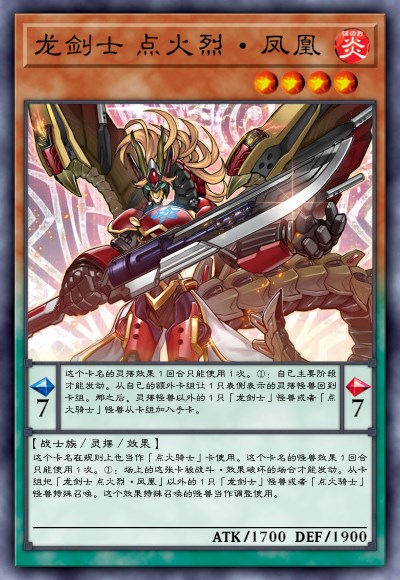 龙剑士 点火烈·凤凰
ほのお
炎
这个卡名的灵摆效果1回合只能使用1次。①：自己主要阶段
才能发动。从自己的额外卡组让1只表侧表示的灵摆怪兽回到
卡组。那之后，灵摆怪兽以外的1只「龙剑士」怪兽或者「点
火骑士」怪兽从卡组加入手卡。
7
7
【战士族／灵摆／效果】
这个卡名在规则上也当作「点火骑士」卡使用。这个卡名的怪兽效果1回
合只能使用1次。①：场上的这张卡被战斗·效果破坏的场合才能发动。从卡
组把「龙剑士 点火烈·凤凰」以外的1只「龙剑士」怪兽或者「点火骑士」
怪兽特殊召唤。这个效果特殊召唤的怪兽当作调整使用。
ATK/1700 DEF/1900